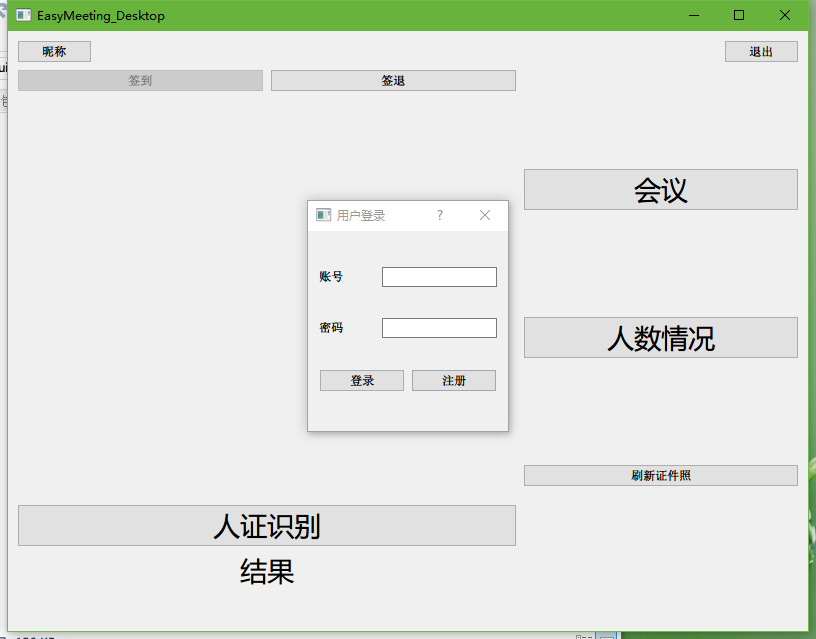 EasyMeeting_Desktop
昵称
退出
签到
签退
会议
用户登录
?
账号
人数情况
密码
登录
注册
刷新证件照
人证识别
结果